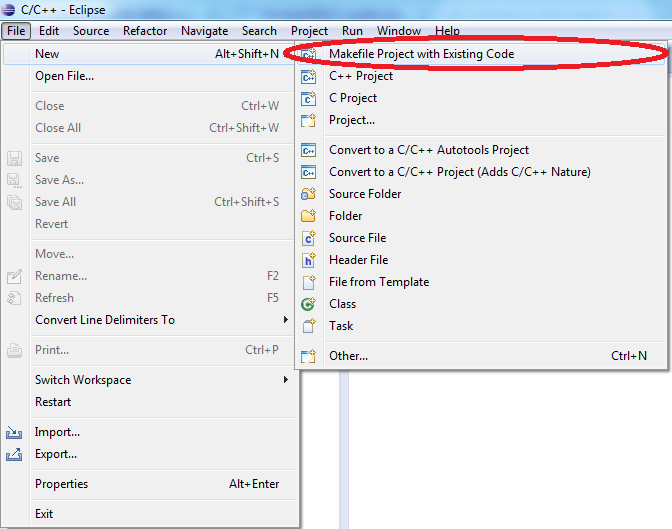 C/C++ - Eclipse
File Edit Source Refactor Navigate Search Project Run Window Help
New Alt+Shift+N
Open File...
Close Ctrl+W
Close All Ctrl+Shift+W
Save Ctrl+S
Save As...
Save All Ctrl+Shift+S
Revert
Move...
Rename... F2
Refresh F5
Convert Line Delimiters To
Print... Ctrl+P
Switch Workspace
Restart
Import...
Export...
Properties Alt+Enter
Exit
Makefile Project with Existing Code
C++ Project
C Project
Project...
Convert to a C/C++ Autotools Project
Convert to a C/C++ Project (Adds C/C++ Nature)
Source Folder
Folder
Source File
Header File
File from Template
Class
Task
Other... Ctrl+N